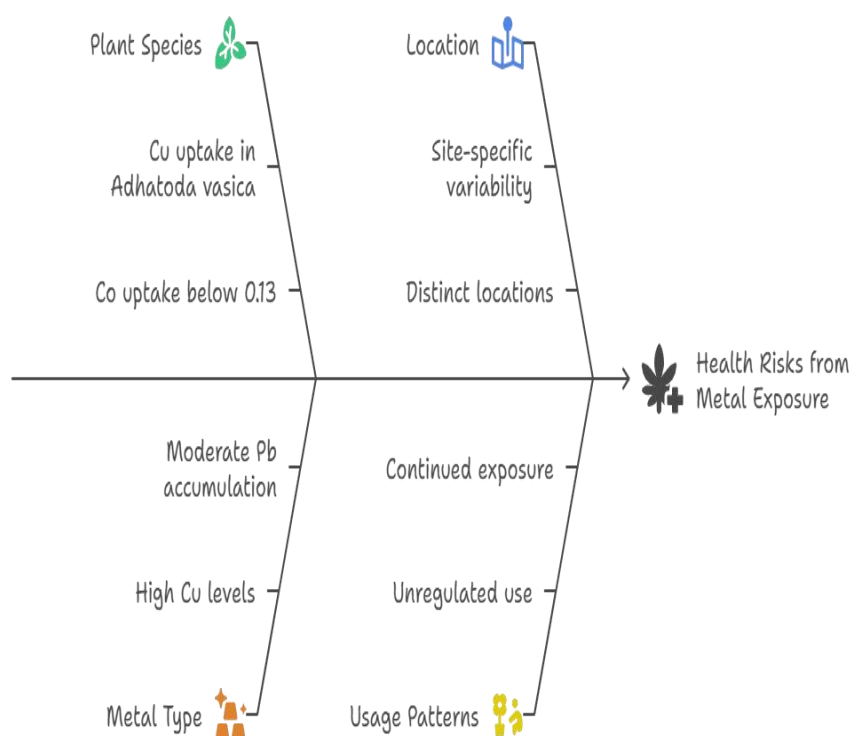 Plant Species
Location
Cu uptake in
Adhatoda vasica
Site-specific
variability
Co uptake below 0.13
Distinct locations
Health Risks from
Metal Exposure
Moderate Pb
accumulation
Continued exposure
High Cu levels
Unregulated use
Metal Type
Usage Patterns